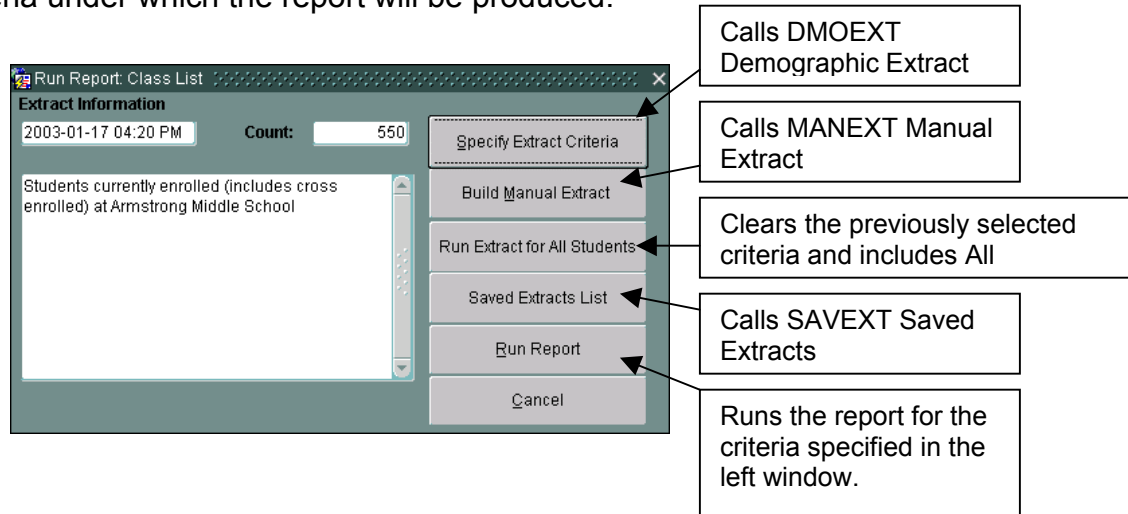 under which the report will be produced.
Run Report: Class List
Extract Information
2003-01-17 04:20 PM Count: 550
Students currently enrolled (includes cross
enrolled) at Armstrong Middle School
Specify Extract Criteria
Build Manual Extract
Run Extract for All Students
Saved Extracts List
Run Report
Cancel
Calls DMOEXT
Demographic Extract
Calls MANEXT Manual
Extract
Clears the previously selected
criteria and includes All
Calls SAVEXT Saved
Extracts
Runs the report for the
criteria specified in the
left window.